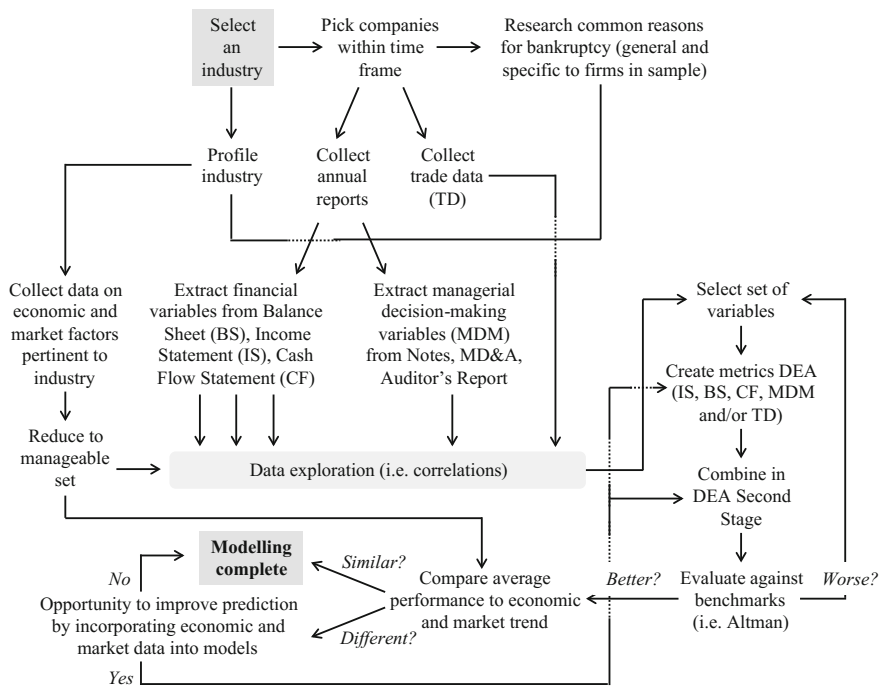 Select
an
industry
Pick companies
within time
frame
Research common reasons
for bankruptcy (general and
specific to firms in sample)
Profile
industry
Collect
annual
reports
Collect
trade data
(TD)
Collect data on
economic and
market factors
pertinent to
industry
Extract financial
variables from Balance
Sheet (BS), Income
Statement (IS), Cash
Flow Statement (CF)
Extract managerial
decision-making
variables (MDM)
from Notes, MD&A,
Auditor's Report
Select set of
variables
Create metrics DEA
(IS, BS, CF, MDM
and/or TD)
Reduce to
manageable
set
Data exploration (i.e. correlations)
Combine in
DEA Second
Stage
Modelling
complete
Similar?
Compare average
performance to economic
and market trend
Better?
Evaluate against
benchmarks
(i.e. Altman)
Worse?
No
Opportunity to improve prediction
by incorporating economic and
market data into models
Different?
Yes